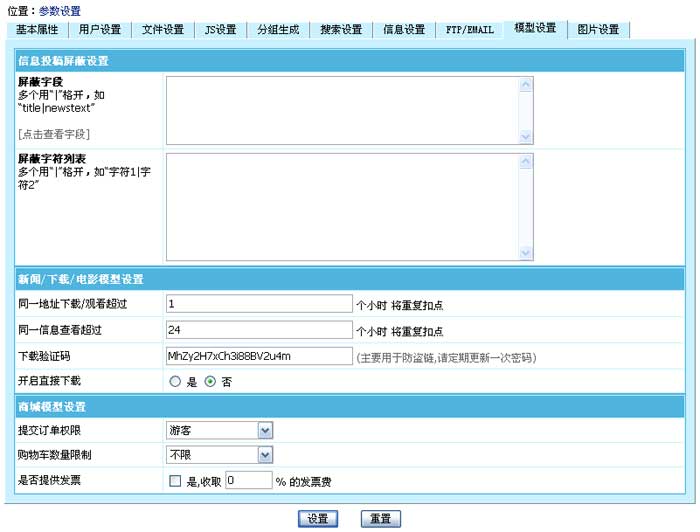 位置：参数设置
基本属性 用户设置 文件设置 JS设置 分组生成 搜索设置 信息设置 FTP/EMAIL 模型设置 图片设置
信息投稿屏蔽设置
屏蔽字段
多个用"|"格开，如
"title|newstext"
[点击查看字段]
屏蔽字符列表
多个用"|"格开，如"字符1|字
符2"
新闻/下载/电影模型设置
同一地址下载/观看超过 1 个小时 将重复扣点
同一信息查看超过 24 个小时 将重复扣点
下载验证码 MhZy2H7xCh3i88BV2u4m (主要用于防盗链,请定期更新一次密码)
开启直接下载 是 否
商城模型设置
提交订单权限 游客
购物车数量限制 不限
是否提供发票 是,收取 0 % 的发票费
设置 重置